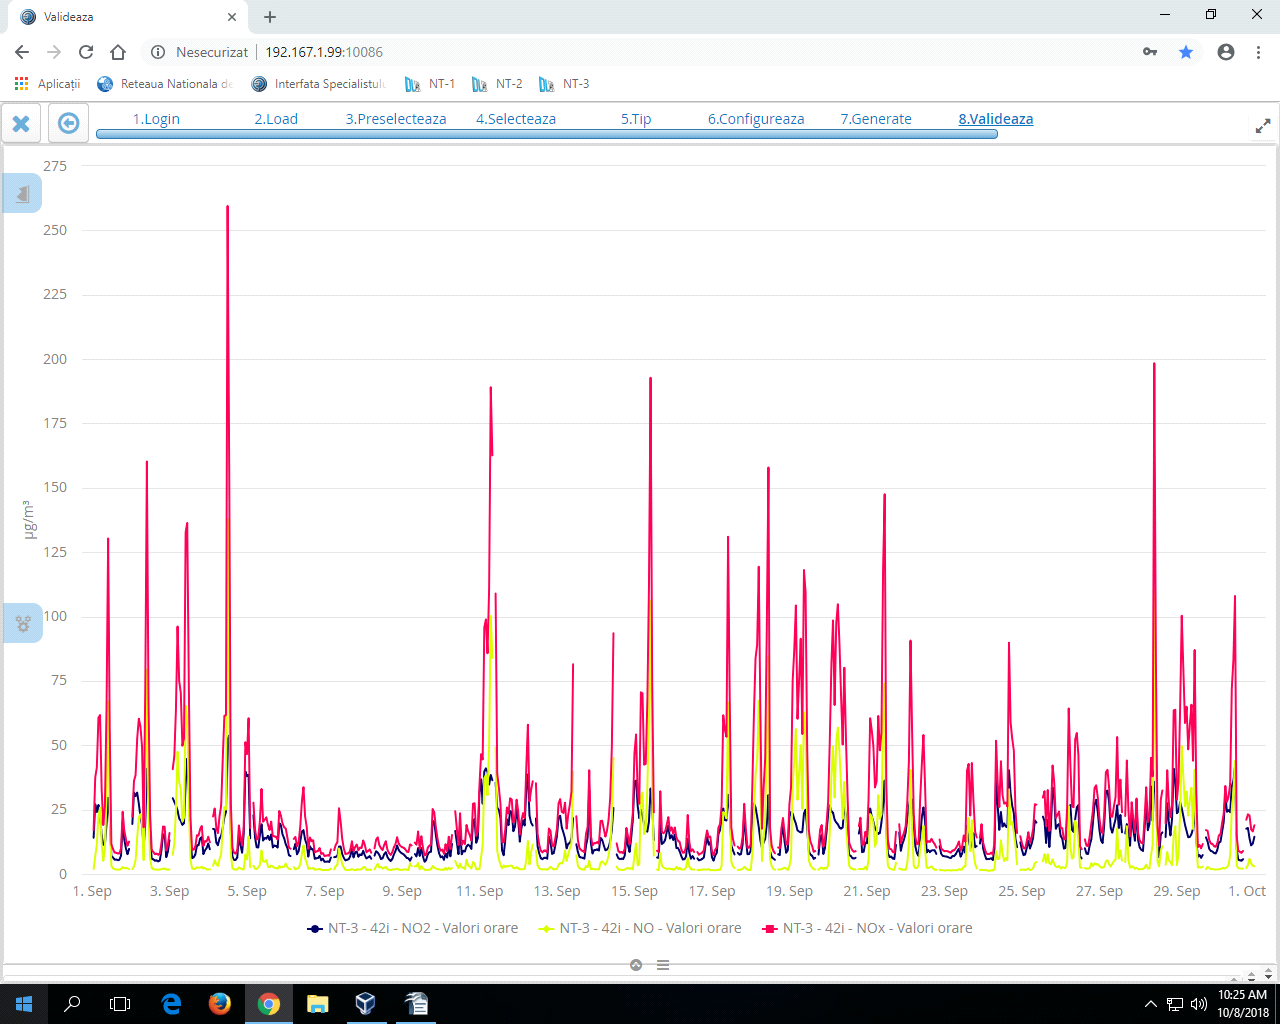 Valideaza
Nesecurizat | 192.167.1.99:10086
Aplicații Reteaua Nationala de Interfata Specialistulu NT-1 NT-2 NT-3
1.Login 2.Load 3.Preselecteaza 4.Selecteaza 5.Tip 6.Configureaza 7.Generate 8.Valideaza
275
250
225
200
175
150
125
100
75
50
25
0
µg/m³
1. Sep 3. Sep 5. Sep 7. Sep 9. Sep 11. Sep 13. Sep 15. Sep 17. Sep 19. Sep 21. Sep 23. Sep 25. Sep 27. Sep 29. Sep 1. Oct
NT-3 - 42i - NO2 - Valori orare NT-3 - 42i - NO - Valori orare NT-3 - 42i - NOx - Valori orare
10:25 AM
10/8/2018